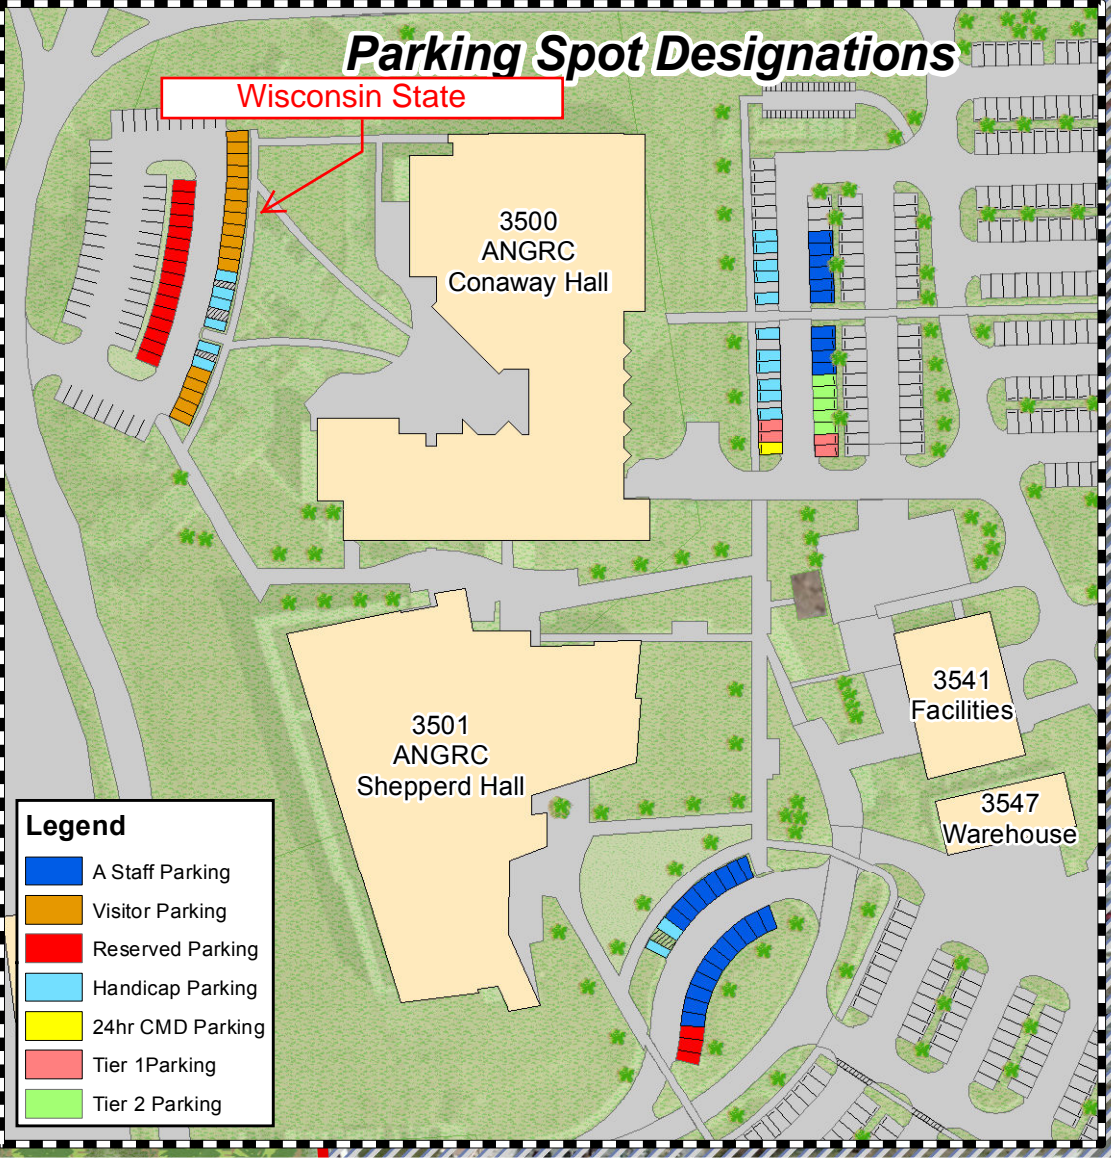 Parking Spot Designations
Wisconsin State
3500
ANGRC
Conaway Hall
3541
Facilities
3501
ANGRC
Shepperd Hall
3547
Warehouse
Legend
A Staff Parking
Visitor Parking
Reserved Parking
Handicap Parking
24hr CMD Parking
Tier 1Parking
Tier 2 Parking